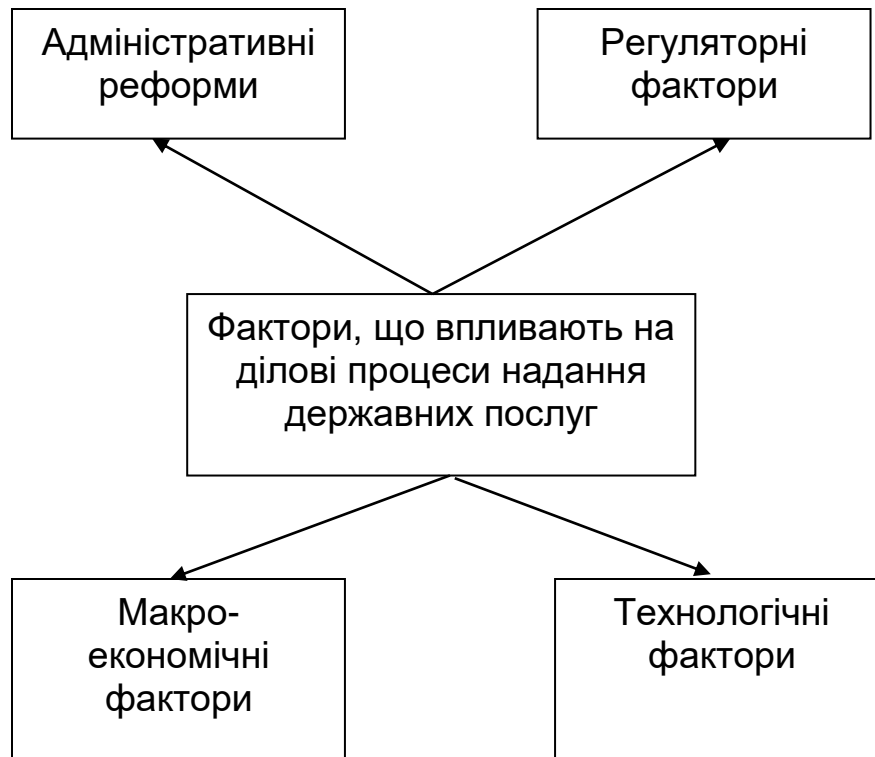 Адміністративні
реформи
Регуляторні
фактори
Фактори, що впливають на
ділові процеси надання
державних послуг
Макро-
економічні
фактори
Технологічні
фактори